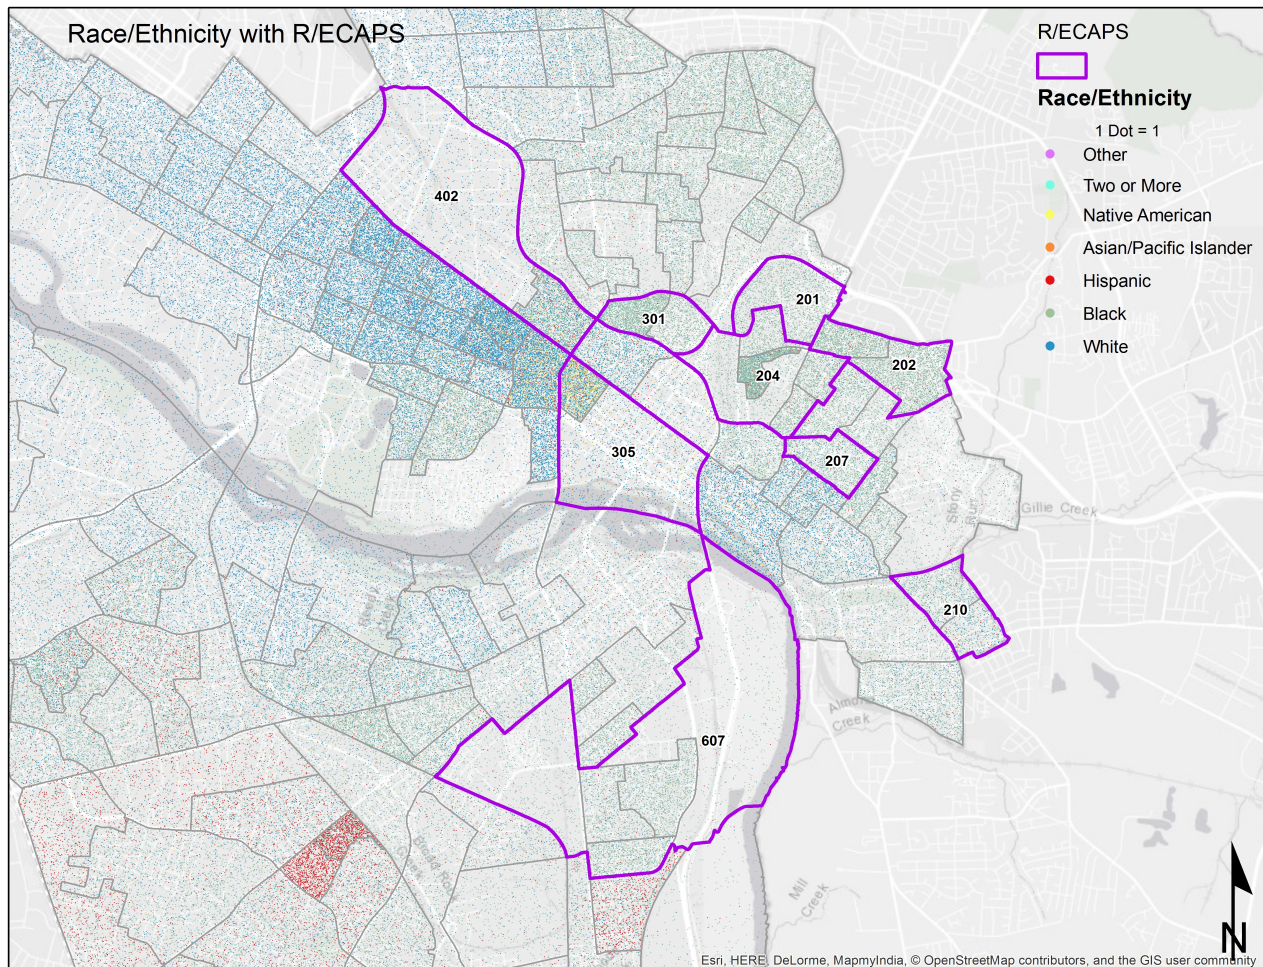 Race/Ethnicity with R/ECAPS
R/ECAPS
Race/Ethnicity
1 Dot = 1
Other
Two or More
Native American
Asian/Pacific Islander
Hispanic
Black
White
402
201
301
202
204
305
207
Stony
Run
Gillie Creek
210
Creek
607
Creek
Mill
Creek
N
Esri, HERE, DeLorme, MapmyIndia, © OpenStreetMap contributors, and the GIS user community